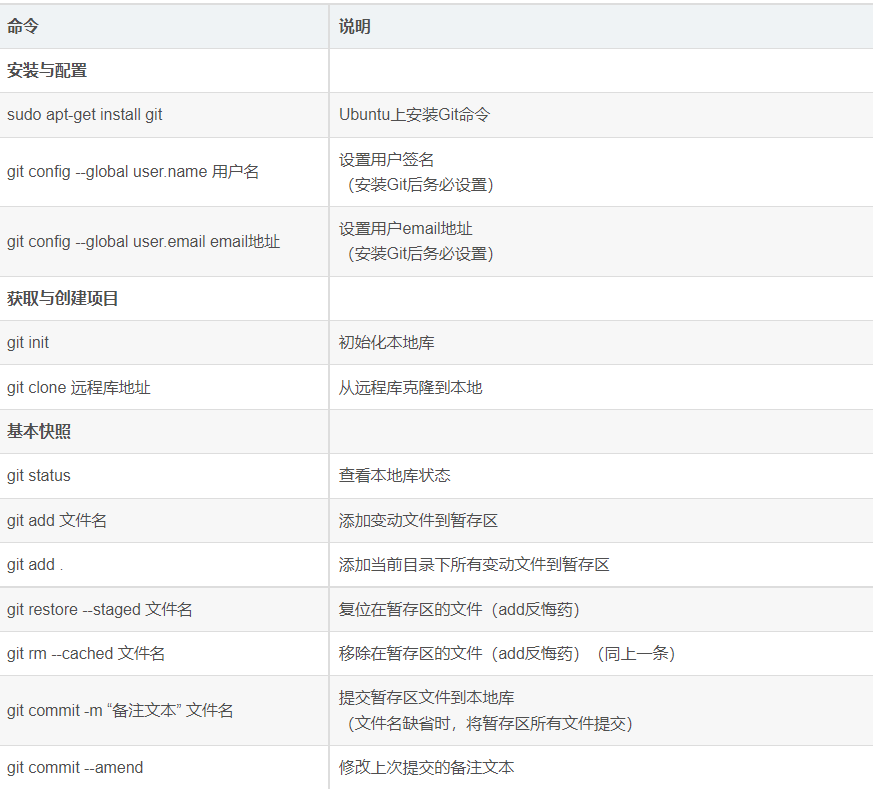 命令 说明
安装与配置
sudo apt-get install git Ubuntu上安装Git命令
git config --global user.name 用户名 设置用户签名
（安装Git后务必设置）
git config --global user.email email地址 设置用户email地址
（安装Git后务必设置）
获取与创建项目
git init 初始化本地库
git clone 远程库地址 从远程库克隆到本地
基本快照
git status 查看本地库状态
git add 文件名 添加变动文件到暂存区
git add . 添加当前目录下所有变动文件到暂存区
git restore --staged 文件名 复位在暂存区的文件（add反悔药）
git rm --cached 文件名 移除在暂存区的文件（add反悔药）（同上一条）
git commit -m “备注文本” 文件名 提交暂存区文件到本地库
（文件名缺省时，将暂存区所有文件提交）
git commit --amend 修改上次提交的备注文本